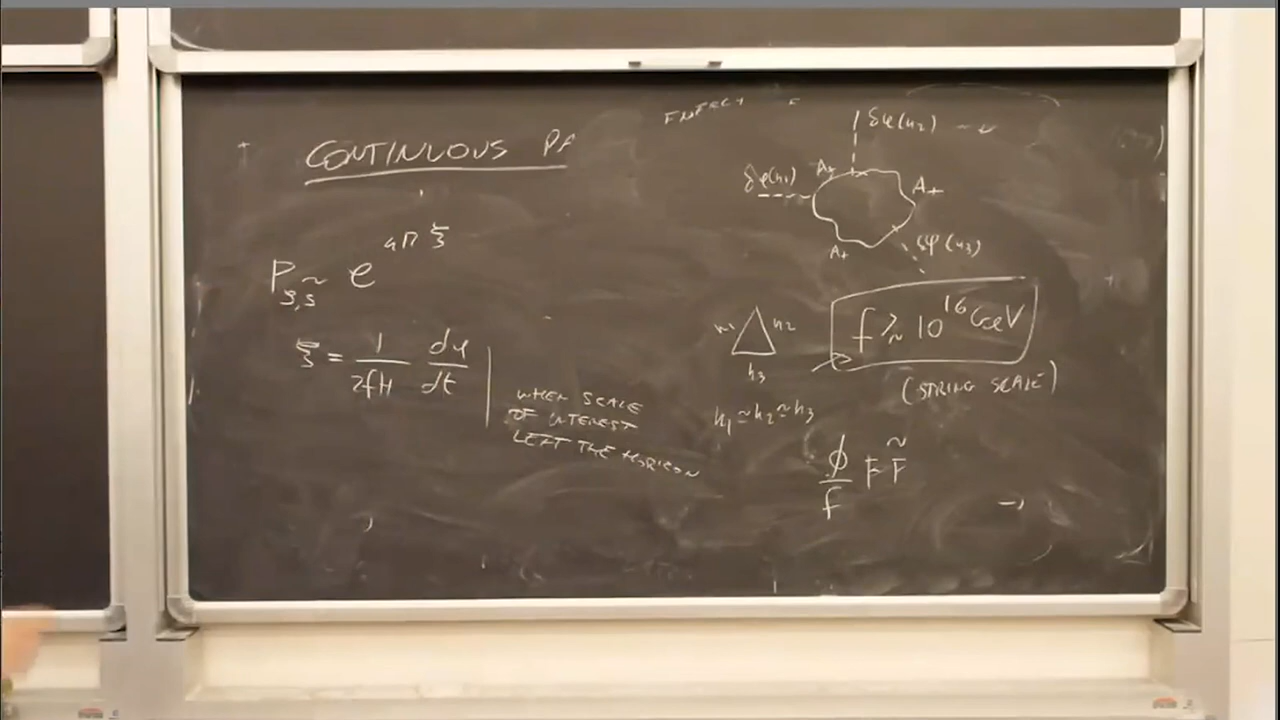 CONTINUOUS PA
P_{ζ,s} ~ e^{4π ξ}
ξ = 1/(2fH) dφ/dt |
WHEN SCALE
OF INTEREST
LEFT THE HORIZON
δφ(k2)
δφ(k1) A+ A+
A+ δφ(k3)
k1 k2
k3
f ≳ 10^16 GeV
(STRING SCALE)
k1 ≃ k2 ≃ k3
ϕ/f F F̃